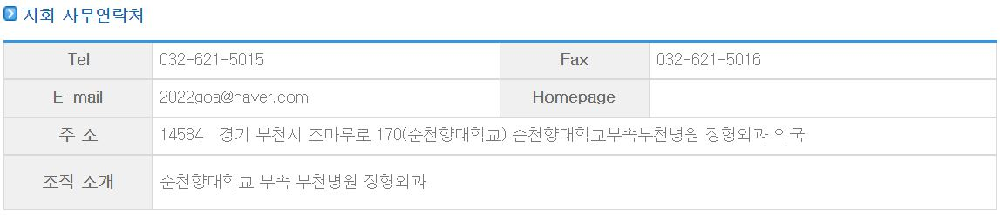 지회 사무연락처
Tel 032-621-5015 Fax 032-621-5016
E-mail 2022goa@naver.com Homepage
주 소 14584 경기 부천시 조마루로 170(순천향대학교) 순천향대학교부속부천병원 정형외과 의국
조직 소개 순천향대학교 부속 부천병원 정형외과